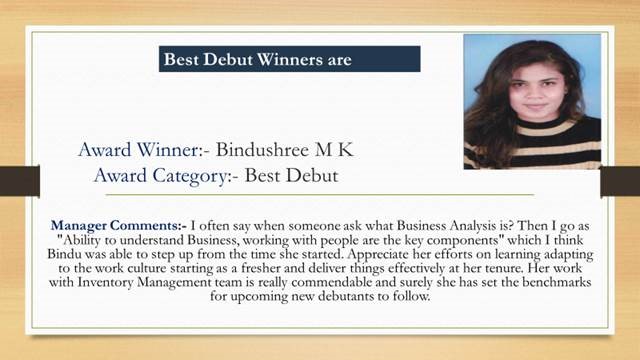 Best Debut Winners are
Award Winner:- Bindushree M K
Award Category:- Best Debut
Manager Comments:- I often say when someone ask what Business Analysis is? Then I go as
"Ability to understand Business, working with people are the key components" which I think
Bindu was able to step up from the time she started. Appreciate her efforts on learning adapting
to the work culture starting as a fresher and deliver things effectively at her tenure. Her work
with Inventory Management team is really commendable and surely she has set the benchmarks
for upcoming new debutants to follow.